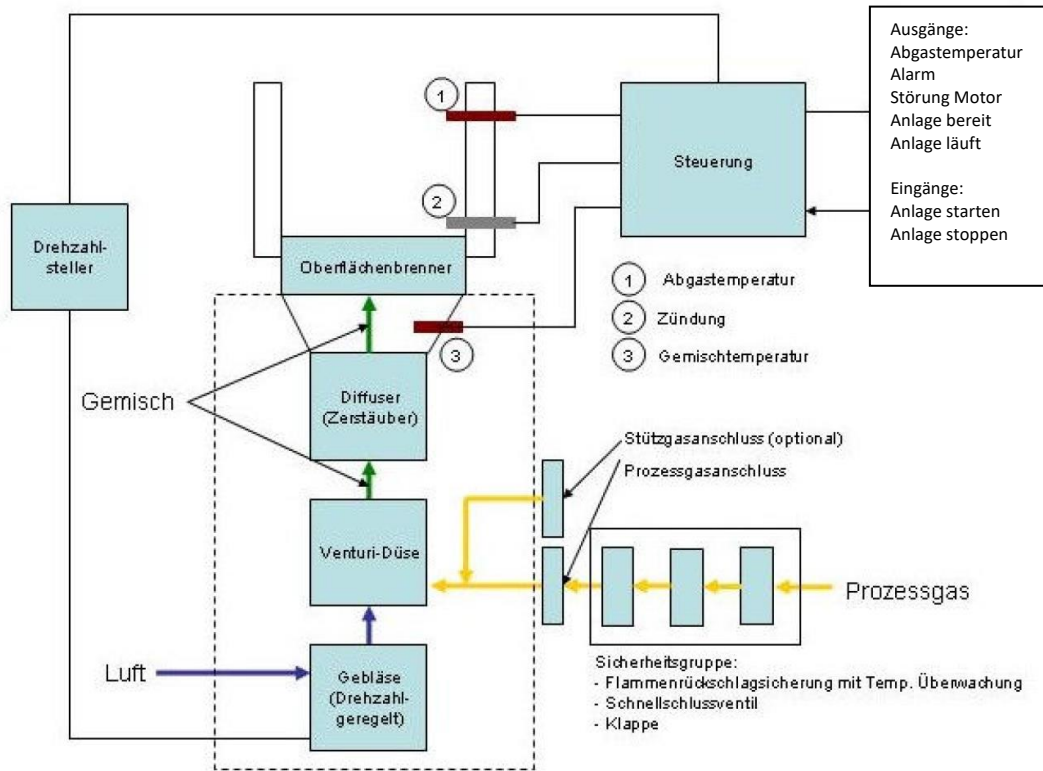 Ausgänge:
Abgastemperatur
Alarm
Störung Motor
Anlage bereit
Anlage läuft
Eingänge:
Anlage starten
Anlage stoppen
1
2
3
Steuerung
Drehzahl-
steller
Oberflächenbrenner
1 Abgastemperatur
2 Zündung
3 Gemischtemperatur
Gemisch
Diffuser
(Zerstäuber)
Stützgasanschluss (optional)
Prozessgasanschluss
Venturi-Düse
Prozessgas
Luft
Gebläse
(Drehzahl-
geregelt)
Sicherheitsgruppe:
- Flammenrückschlagsicherung mit Temp. Überwachung
- Schnellschlussventil
- Klappe